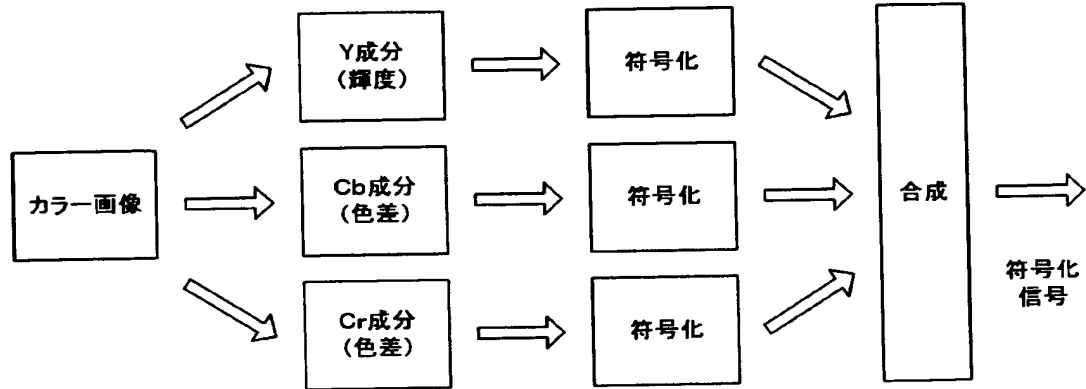 カラー画像
Y成分
(輝度)
符号化
Cb成分
(色差)
符号化
Cr成分
(色差)
符号化
合成
符号化
信号